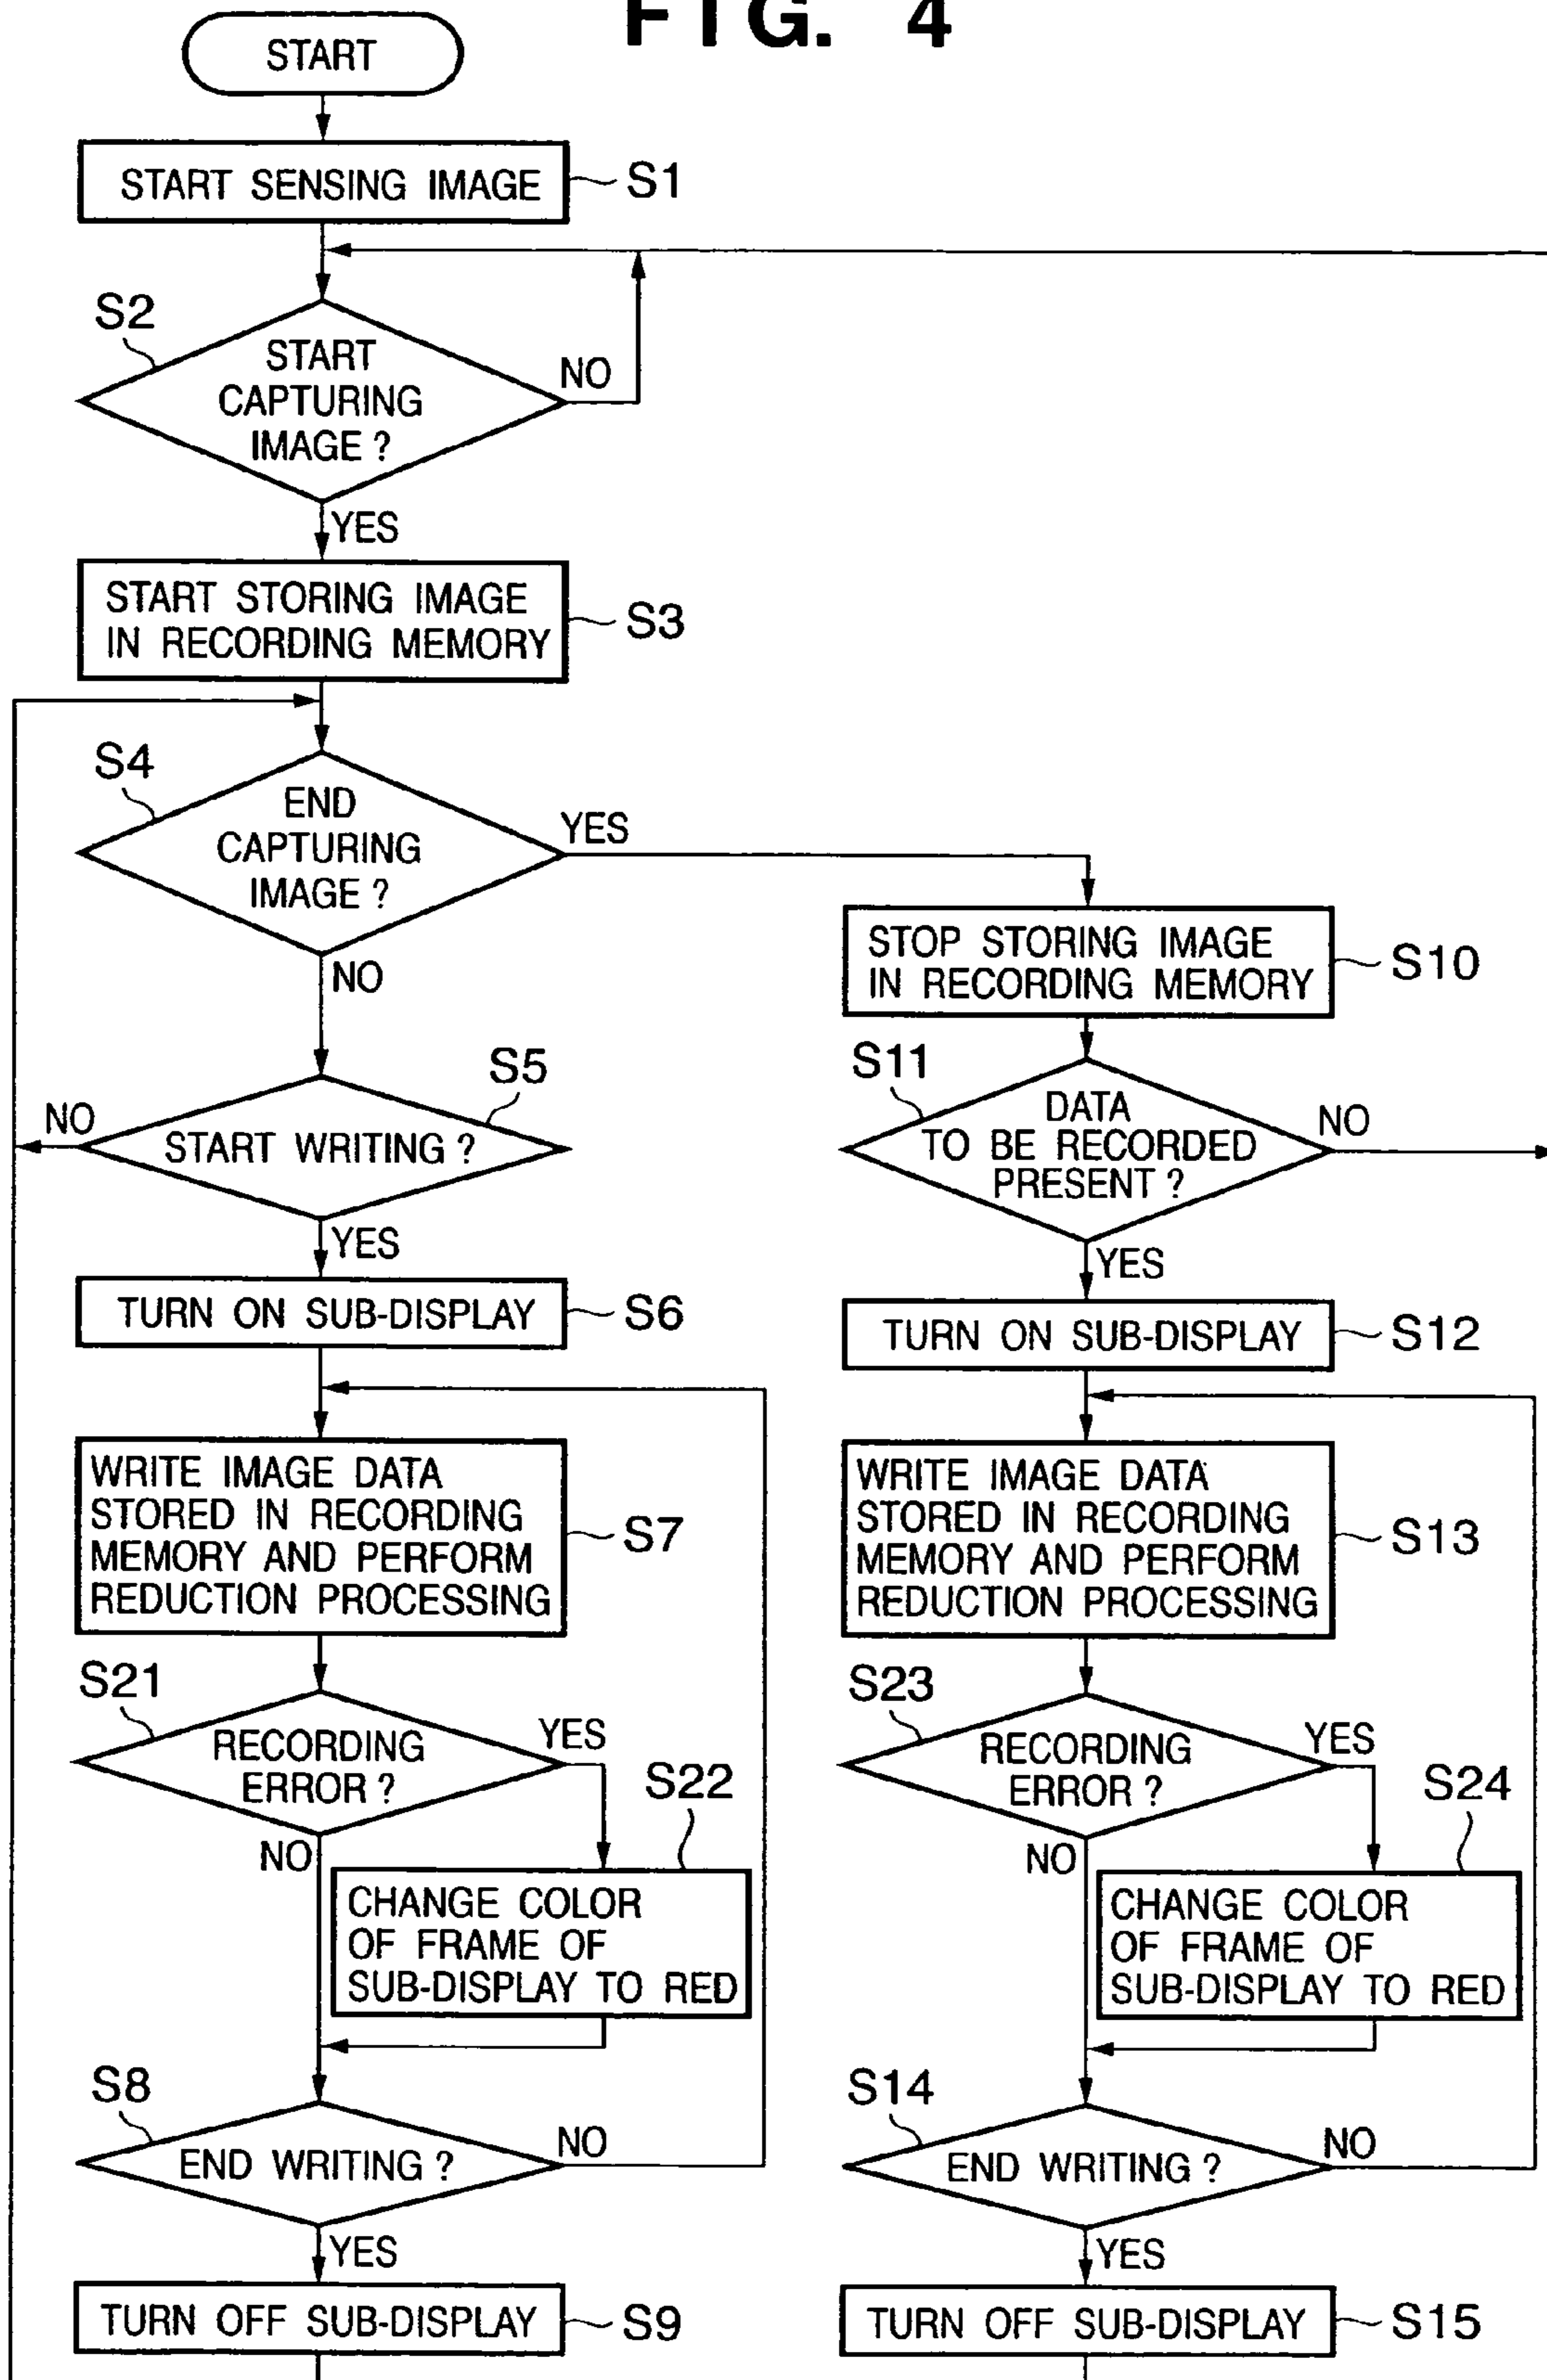 FIG. 4
START
START SENSING IMAGE
S1
S2
START
CAPTURING
IMAGE ?
NO
YES
START STORING IMAGE
IN RECORDING MEMORY
S3
S4
END
CAPTURING
IMAGE ?
YES
NO
STOP STORING IMAGE
IN RECORDING MEMORY
S10
S5
START WRITING ?
NO
YES
S11
DATA
TO BE RECORDED
PRESENT ?
NO
YES
TURN ON SUB-DISPLAY
S6
TURN ON SUB-DISPLAY
S12
WRITE IMAGE DATA
STORED IN RECORDING
MEMORY AND PERFORM
REDUCTION PROCESSING
S7
WRITE IMAGE DATA
STORED IN RECORDING
MEMORY AND PERFORM
REDUCTION PROCESSING
S13
S21
RECORDING
ERROR ?
YES
NO
S22
CHANGE COLOR
OF FRAME OF
SUB-DISPLAY TO RED
S23
RECORDING
ERROR ?
YES
NO
S24
CHANGE COLOR
OF FRAME OF
SUB-DISPLAY TO RED
S8
END WRITING ?
NO
YES
S14
END WRITING ?
NO
YES
TURN OFF SUB-DISPLAY
S9
TURN OFF SUB-DISPLAY
S15